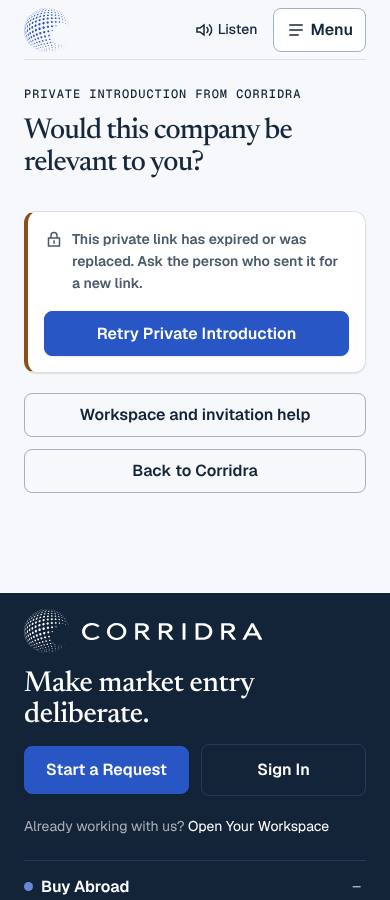 Listen
Menu
PRIVATE INTRODUCTION FROM CORRIDRA
Would this company be
relevant to you?
This private link has expired or was
replaced. Ask the person who sent it for
a new link.
Retry Private Introduction
Workspace and invitation help
Back to Corridra
CORRIDRA
Make market entry
deliberate.
Start a Request
Sign In
Already working with us? Open Your Workspace
Buy Abroad